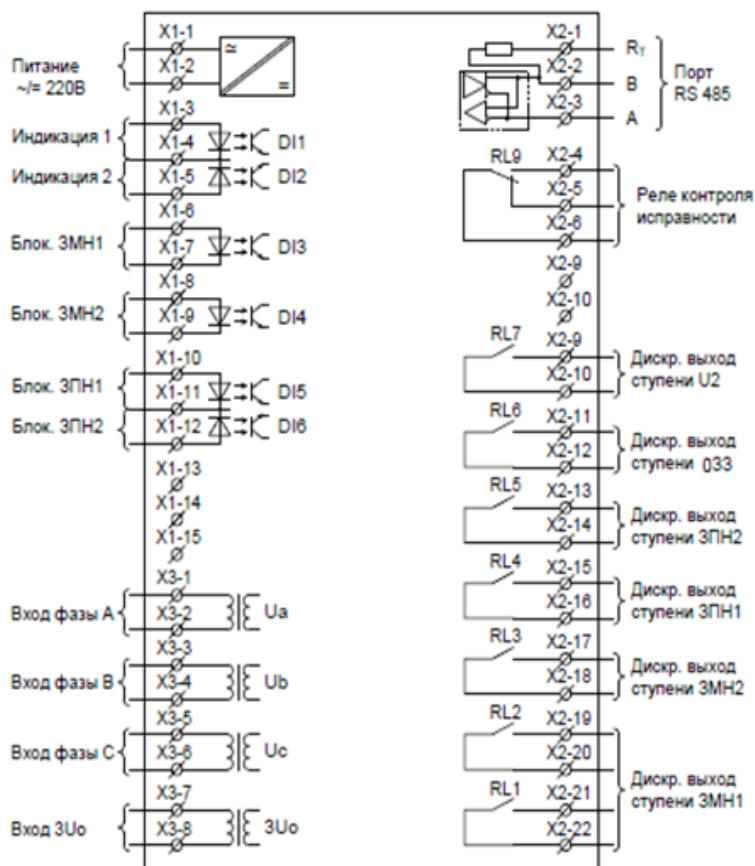 X1-1
X1-2
Питание
~/= 220В
≃
=
X1-3
Индикация 1
X1-4
DI1
Индикация 2
X1-5
DI2
X1-6
Блок. ЗМН1
X1-7
DI3
X1-8
Блок. ЗМН2
X1-9
DI4
X1-10
Блок. ЗПН1
X1-11
DI5
Блок. ЗПН2
X1-12
DI6
X1-13
X1-14
X1-15
X3-1
Вход фазы А
X3-2
Ua
X3-3
Вход фазы В
X3-4
Ub
X3-5
Вход фазы С
X3-6
Uc
X3-7
Вход 3Uo
X3-8
3Uo
X2-1
RТ
X2-2
B
X2-3
A
Порт
RS 485
RL9
X2-4
X2-5
X2-6
Реле контроля
исправности
X2-9
X2-10
RL7
X2-9
X2-10
Дискр. выход
ступени U2
RL6
X2-11
X2-12
Дискр. выход
ступени 033
RL5
X2-13
X2-14
Дискр. выход
ступени ЗПН2
RL4
X2-15
X2-16
Дискр. выход
ступени ЗПН1
RL3
X2-17
X2-18
Дискр. выход
ступени ЗМН2
RL2
X2-19
X2-20
RL1
X2-21
X2-22
Дискр. выход
ступени ЗМН1